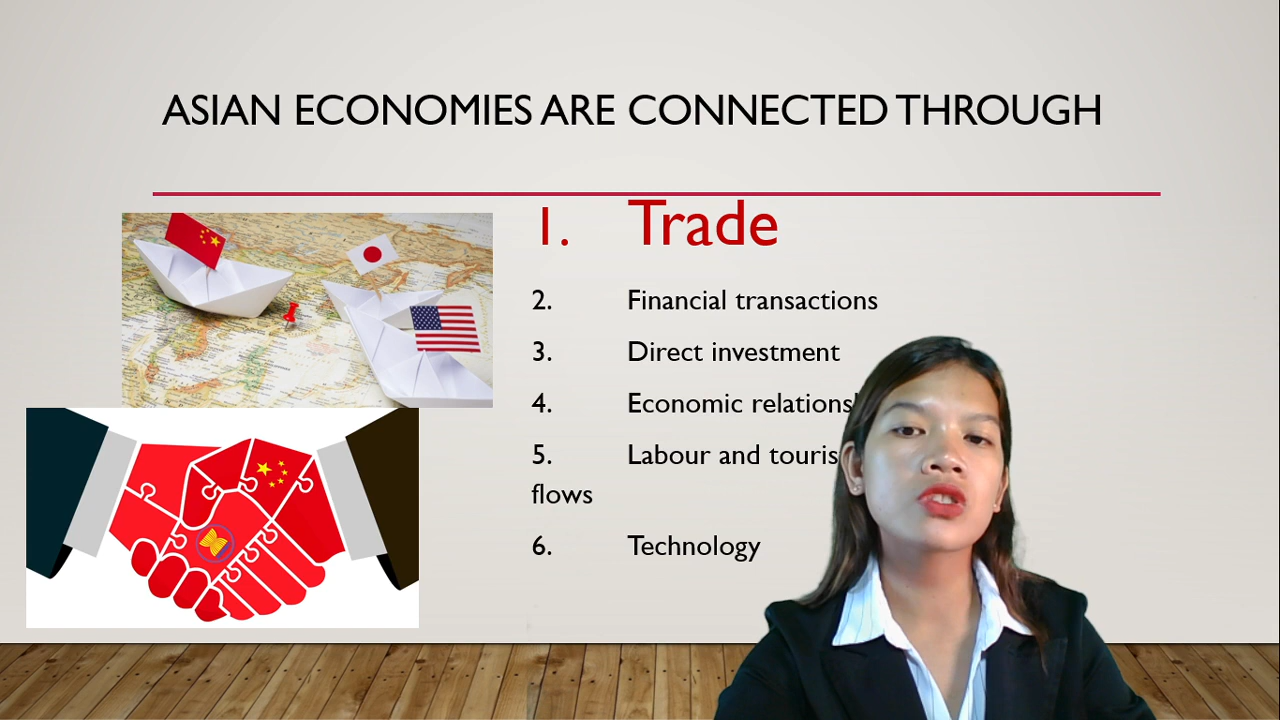 ASIAN ECONOMIES ARE CONNECTED THROUGH
1. Trade
2. Financial transactions
3. Direct investment
4. Economic
5. Labour and
flows
6. Technology